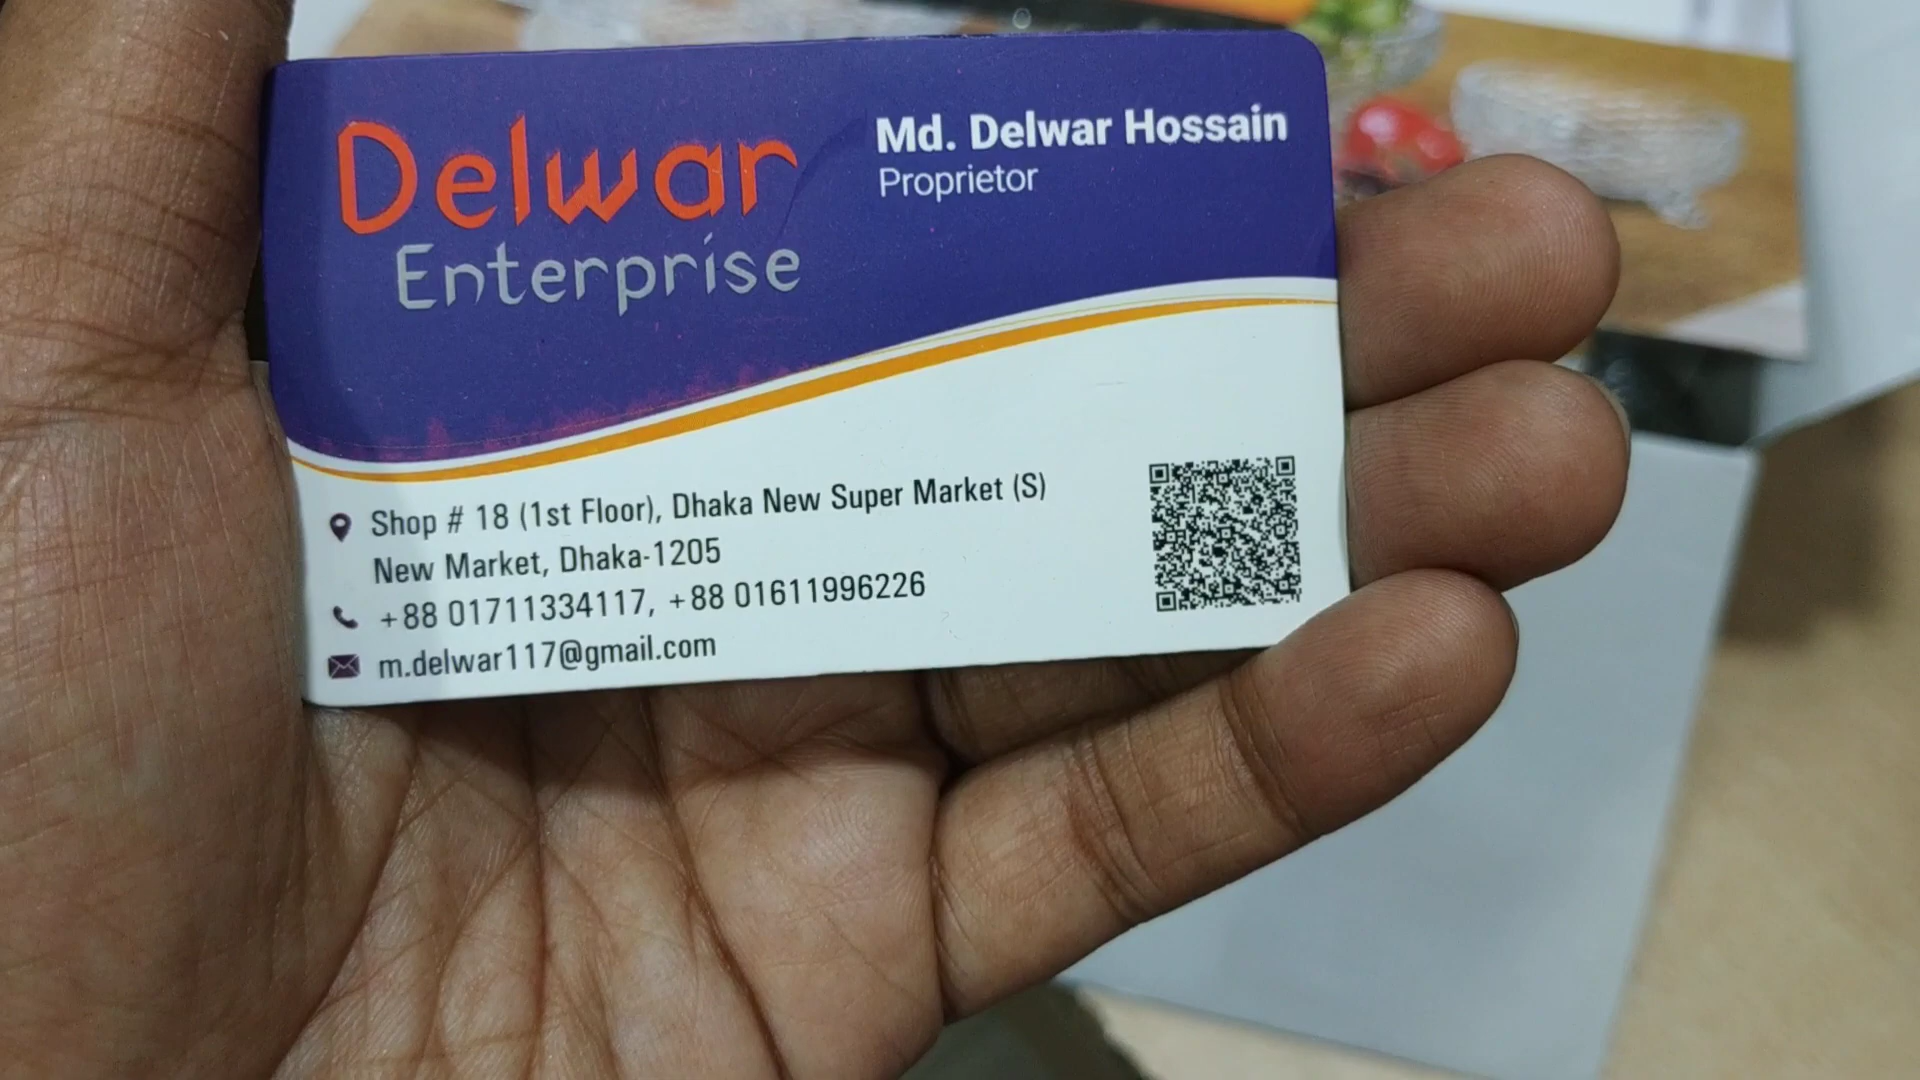 Delwar
Enterprise
Md. Delwar Hossain
Proprietor
Shop # 18 (1st Floor), Dhaka New Super Market (S)
New Market, Dhaka-1205
+88 01711334117, +88 01611996226
m.delwar117@gmail.com